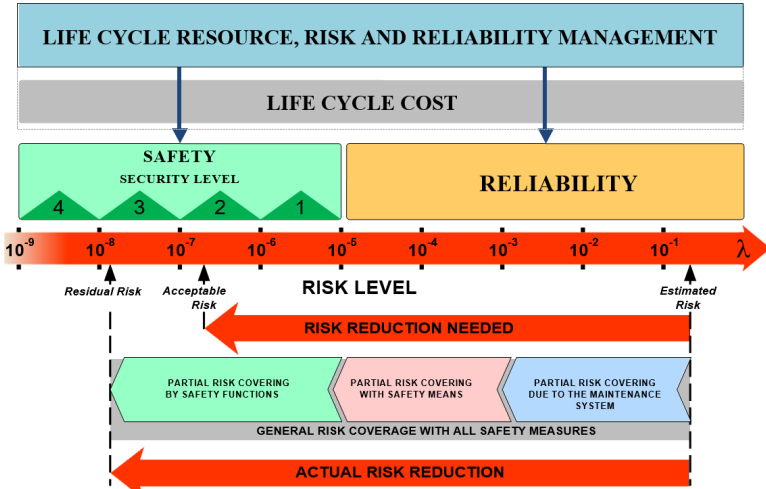 LIFE CYCLE RESOURCE, RISK AND RELIABILITY MANAGEMENT
LIFE CYCLE COST
SAFETY
SECURITY LEVEL
4 3 2 1
RELIABILITY
10⁻⁹ 10⁻⁸ 10⁻⁷ 10⁻⁶ 10⁻⁵ 10⁻⁴ 10⁻³ 10⁻² 10⁻¹ λ
Residual Risk
Acceptable
Risk
RISK LEVEL
Estimated
Risk
RISK REDUCTION NEEDED
PARTIAL RISK COVERING
BY SAFETY FUNCTIONS
PARTIAL RISK COVERING
WITH SAFETY MEANS
PARTIAL RISK COVERING
DUE TO THE MAINTENANCE
SYSTEM
GENERAL RISK COVERAGE WITH ALL SAFETY MEASURES
ACTUAL RISK REDUCTION